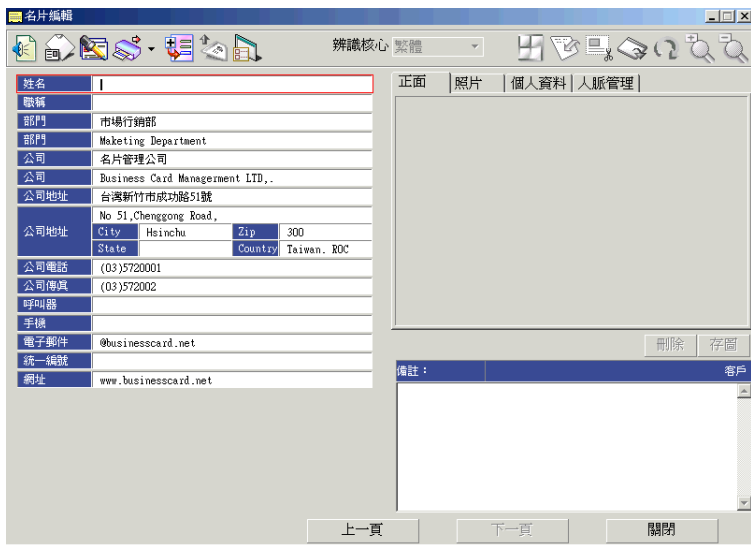 名片編輯
辨識核心 繁體
姓名
職稱
部門 市場行銷部
部門 Maketing Department
公司 名片管理公司
公司 Business Card Managerment LTD,.
公司地址 台灣新竹市成功路51號
公司地址 No 51,Chenggong Road,
City Hsinchu Zip 300
State Country Taiwan. ROC
公司電話 (03)5720001
公司傳真 (03)572002
呼叫器
手機
電子郵件 @businesscard.net
統一編號
網址 www.businesscard.net
正面 照片 個人資料 人脈管理
刪除 存圖
備註： 客戶
上一頁 下一頁 關閉